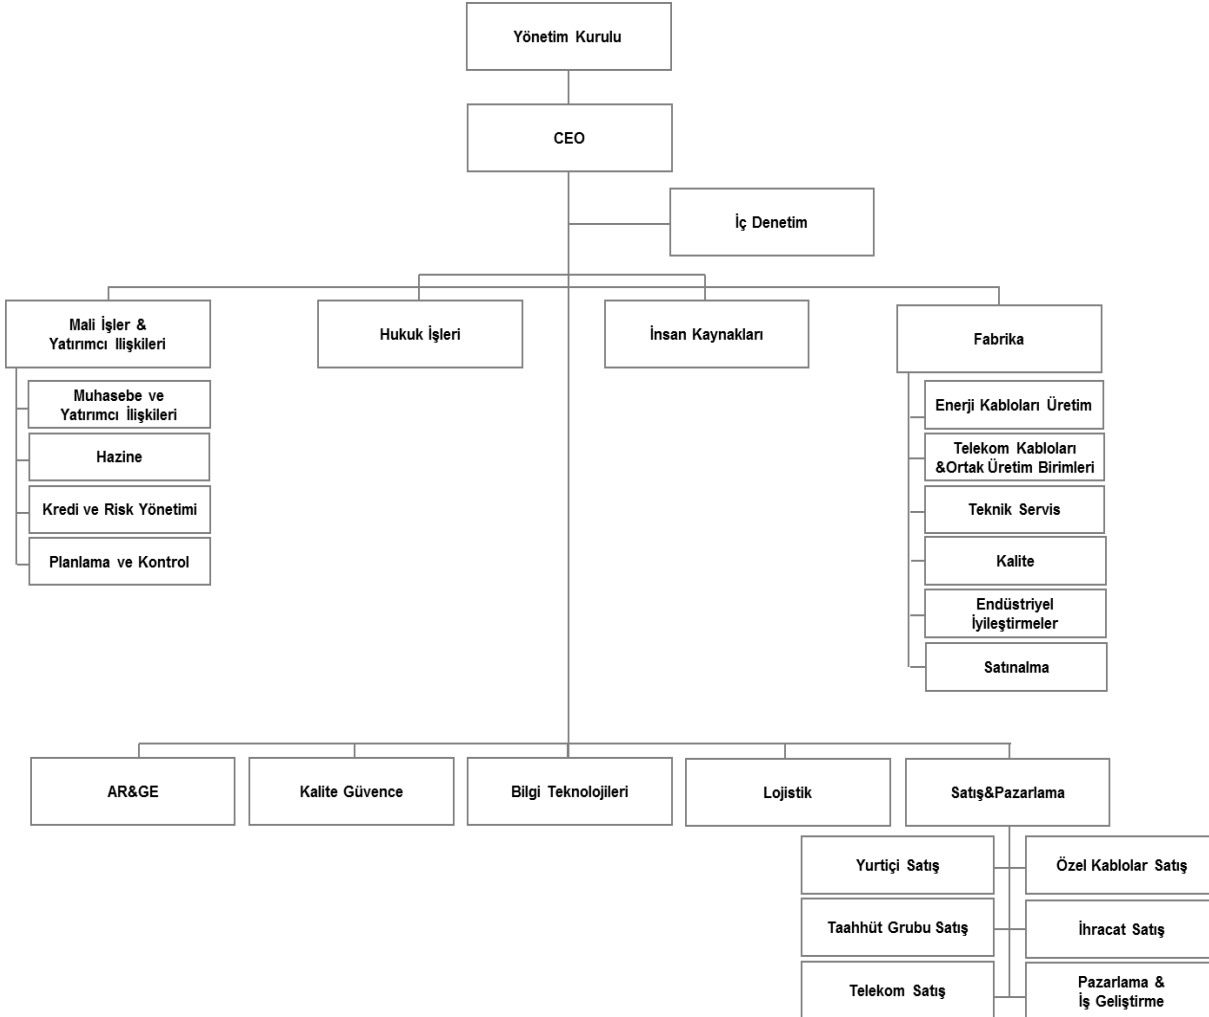 Yönetim Kurulu
CEO
İç Denetim
Mali İşler &
Yatırımcı Ilişkileri
Hukuk İşleri
İnsan Kaynakları
Fabrika
Muhasebe ve
Yatırımcı İlişkileri
Hazine
Kredi ve Risk Yönetimi
Planlama ve Kontrol
Enerji Kabloları Üretim
Telekom Kabloları
&Ortak Üretim Birimleri
Teknik Servis
Kalite
Endüstriyel
İyileştirmeler
Satınalma
AR&GE
Kalite Güvence
Bilgi Teknolojileri
Lojistik
Satış&Pazarlama
Yurtiçi Satış
Özel Kablolar Satış
Taahhüt Grubu Satış
İhracat Satış
Telekom Satış
Pazarlama &
İş Geliştirme